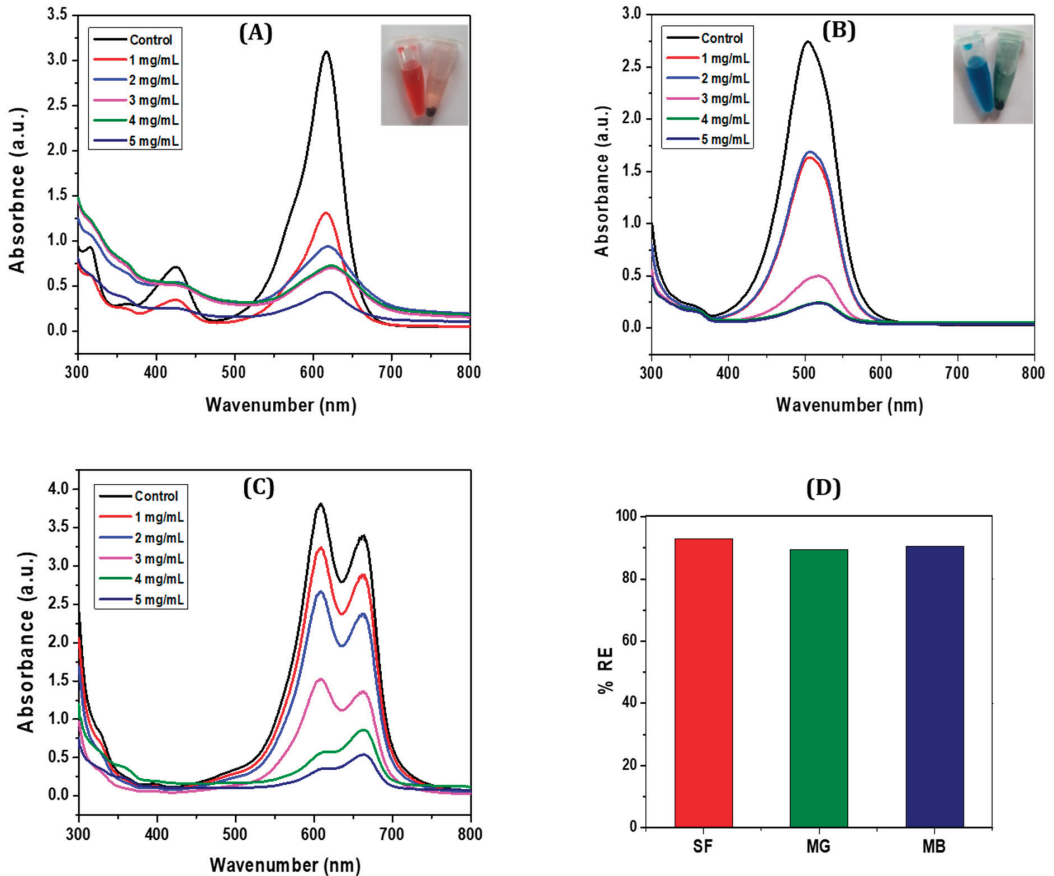 (A)
Control
1 mg/mL
2 mg/mL
3 mg/mL
4 mg/mL
5 mg/mL
3.5
3.0
2.5
2.0
1.5
1.0
0.5
0.0
Absorbnce (a.u.)
300 400 500 600 700 800
Wavenumber (nm)
(B)
Control
1 mg/mL
2 mg/mL
3 mg/mL
4 mg/mL
5 mg/mL
3.0
2.5
2.0
1.5
1.0
0.5
0.0
Absorbance (a.u.)
300 400 500 600 700 800
Wavenumber (nm)
(C)
Control
1 mg/mL
2 mg/mL
3 mg/mL
4 mg/mL
5 mg/mL
4.0
3.5
3.0
2.5
2.0
1.5
1.0
0.5
0.0
Absorbance (a.u.)
300 400 500 600 700 800
Wavenumber (nm)
(D)
100
80
60
40
20
0
% RE
SF MG MB